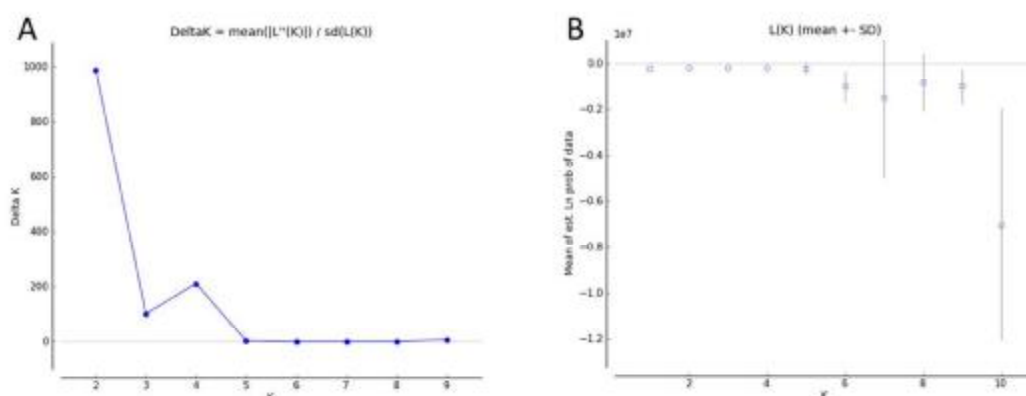 A
DeltaK = mean(|L''(K)|) / sd(L(K))
Delta K
1000
800
600
400
200
0
2 3 4 5 6 7 8 9
B
L(K) (mean +- SD)
1e7
Mean of est. Ln prob of data
0.0
−0.2
−0.4
−0.6
−0.8
−1.0
−1.2
2 4 6 8 10